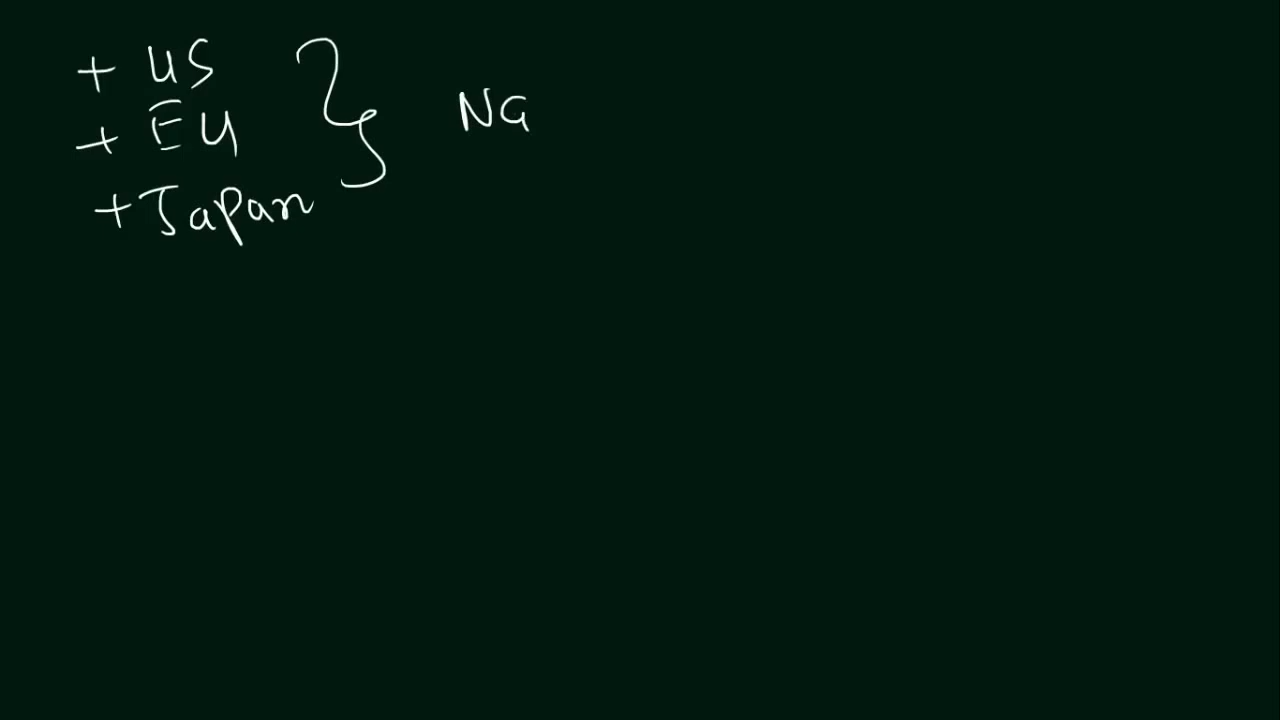 + US
+ EU
+ Japan
} NG